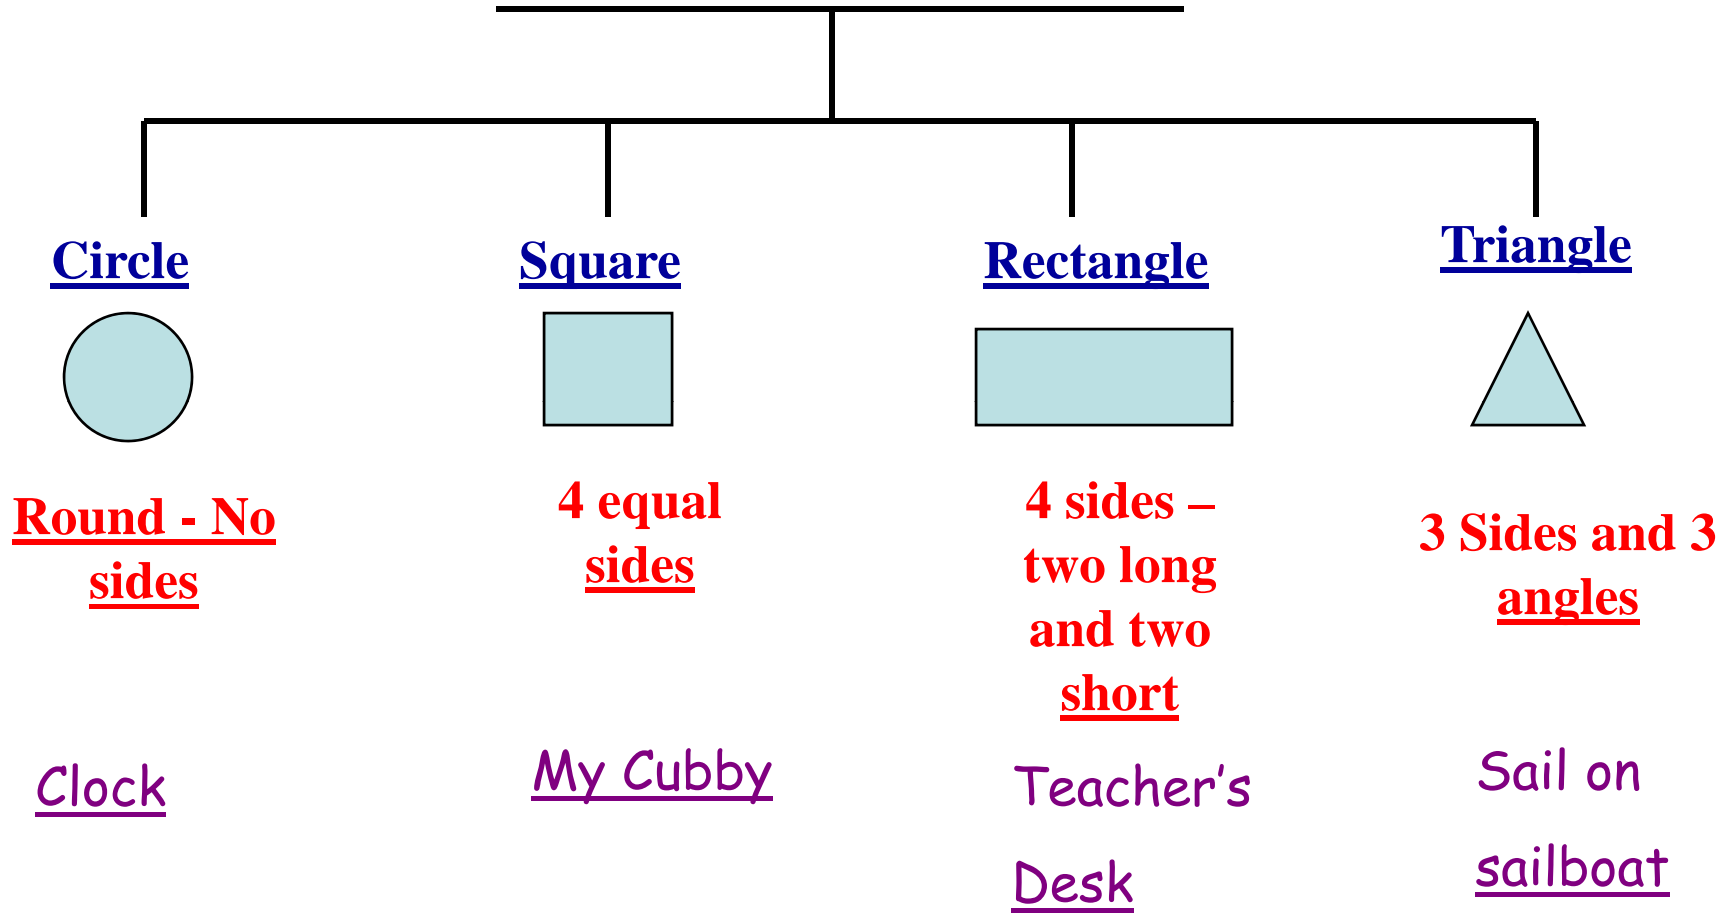 Circle
Square
Rectangle
Triangle
Round - No
sides
4 equal
sides
4 sides –
two long
and two
short
3 Sides and 3
angles
Clock
My Cubby
Teacher’s
Desk
Sail on
sailboat